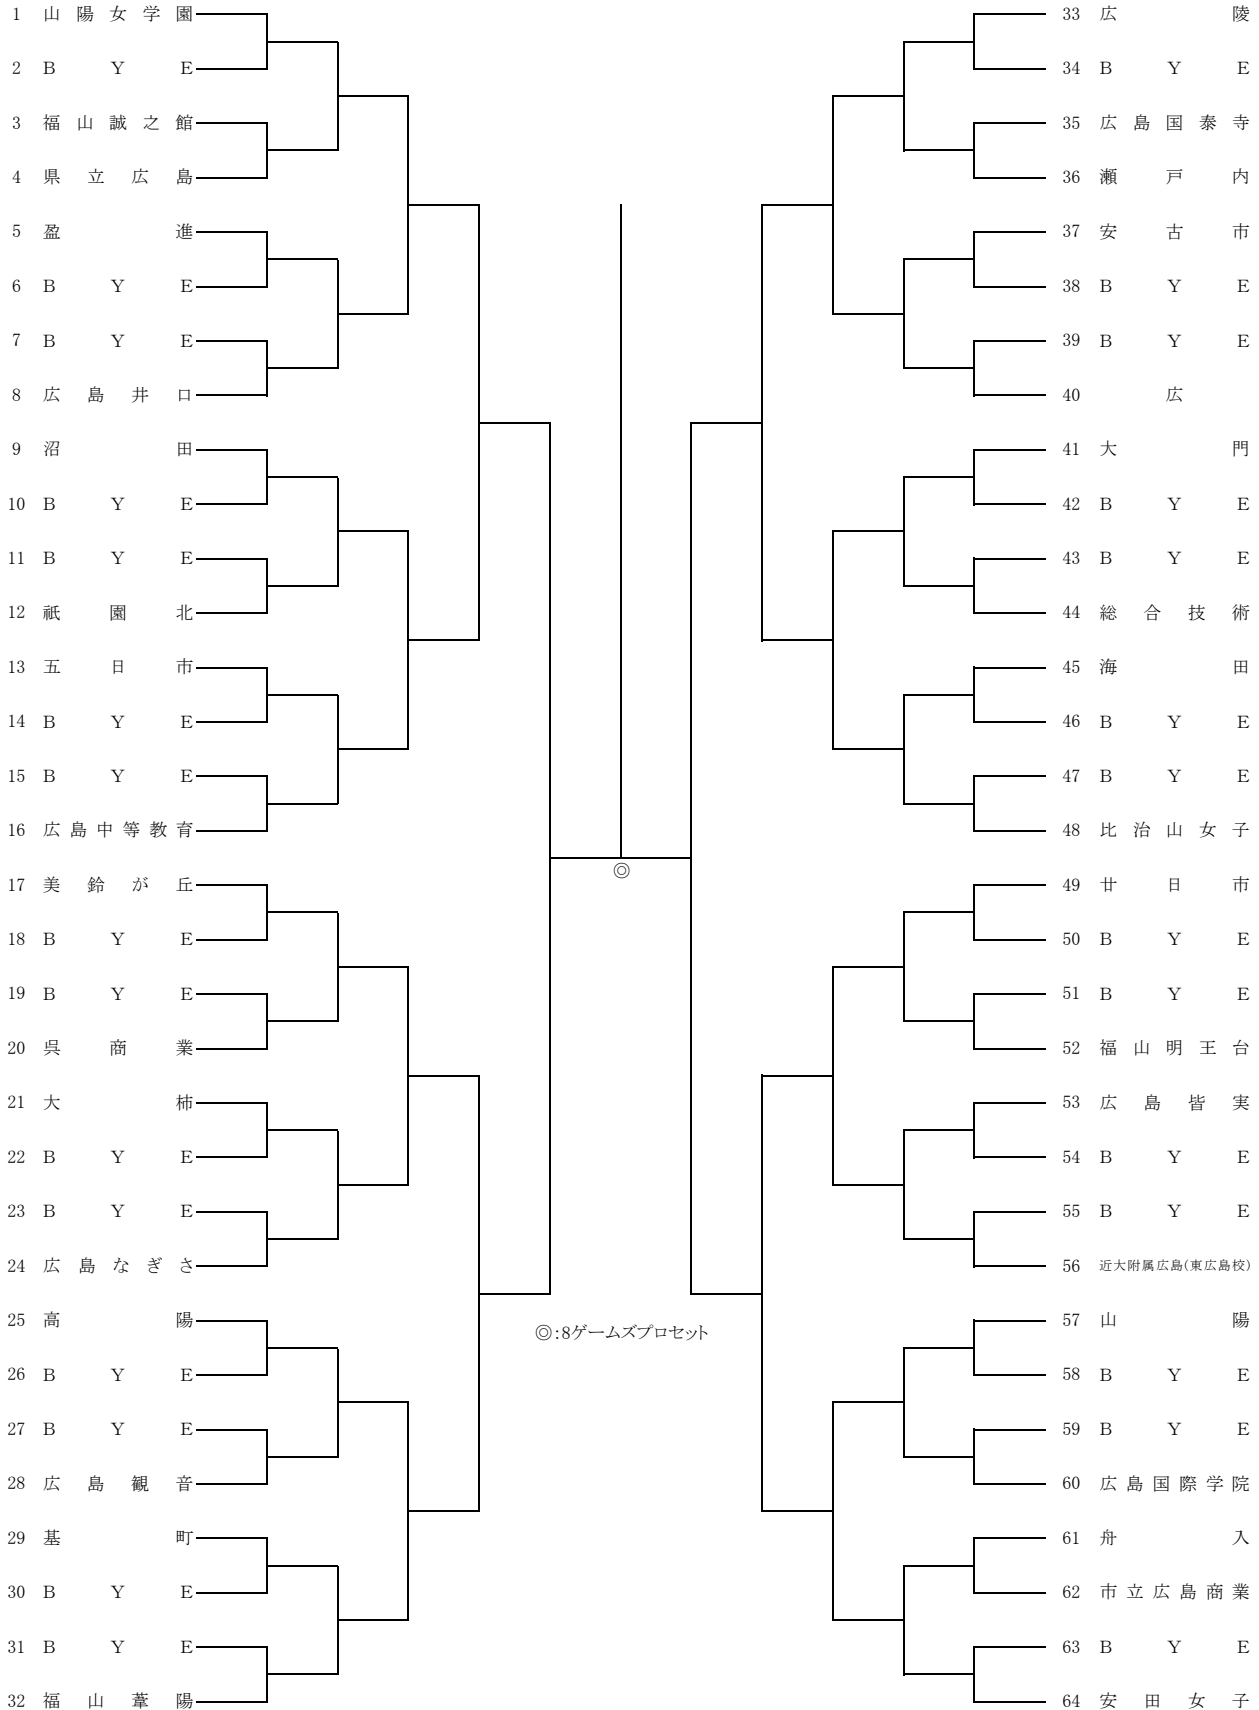 1 山陽女学園
2 BYE
3 福山誠之館
4 県立広島
5 盈進
6 BYE
7 BYE
8 広島井口
9 沼田
10 BYE
11 BYE
12 祇園北
13 五日市
14 BYE
15 BYE
16 広島中等教育
17 美鈴が丘
18 BYE
19 BYE
20 呉商業
21 大柿
22 BYE
23 BYE
24 広島なぎさ
25 高陽
26 BYE
27 BYE
28 広島観音
29 基町
30 BYE
31 BYE
32 福山葦陽
◎
◎:8ゲームズプロセット
33 広陵
34 BYE
35 広島国泰寺
36 瀬戸内
37 安古市
38 BYE
39 BYE
40 広
41 大門
42 BYE
43 BYE
44 総合技術
45 海田
46 BYE
47 BYE
48 比治山女子
49 廿日市
50 BYE
51 BYE
52 福山明王台
53 広島皆実
54 BYE
55 BYE
56 近大附属広島(東広島校)
57 山陽
58 BYE
59 BYE
60 広島国際学院
61 舟入
62 市立広島商業
63 BYE
64 安田女子